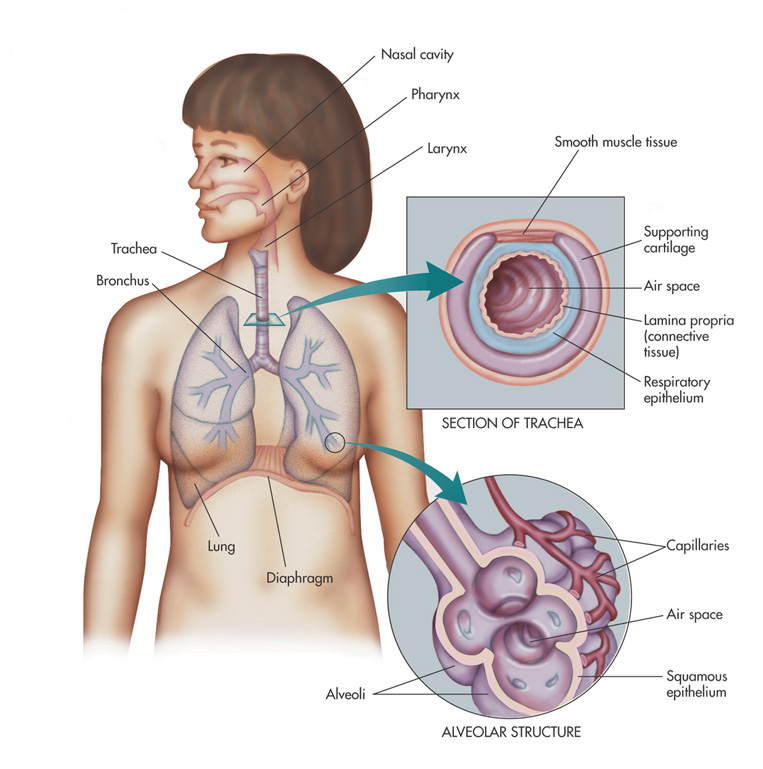 Nasal cavity
Pharynx
Larynx
Trachea
Bronchus
Lung
Diaphragm
Smooth muscle tissue
Supporting
cartilage
Air space
Lamina propria
(connective
tissue)
Respiratory
epithelium
SECTION OF TRACHEA
Capillaries
Air space
Squamous
epithelium
Alveoli
ALVEOLAR STRUCTURE